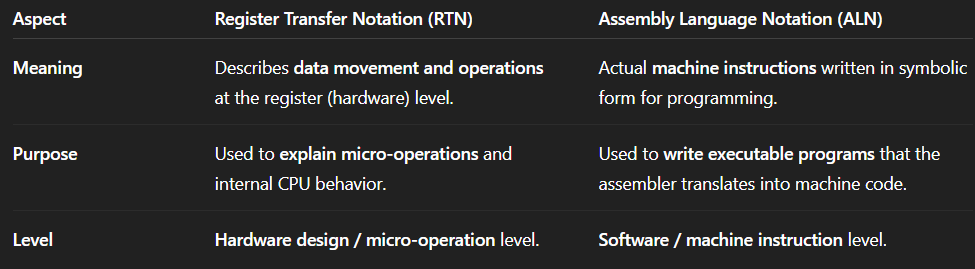 Aspect Register Transfer Notation (RTN) Assembly Language Notation (ALN)
Meaning Describes data movement and operations Actual machine instructions written in symbolic
at the register (hardware) level. form for programming.
Purpose Used to explain micro-operations and Used to write executable programs that the
internal CPU behavior. assembler translates into machine code.
Level Hardware design / micro-operation level. Software / machine instruction level.